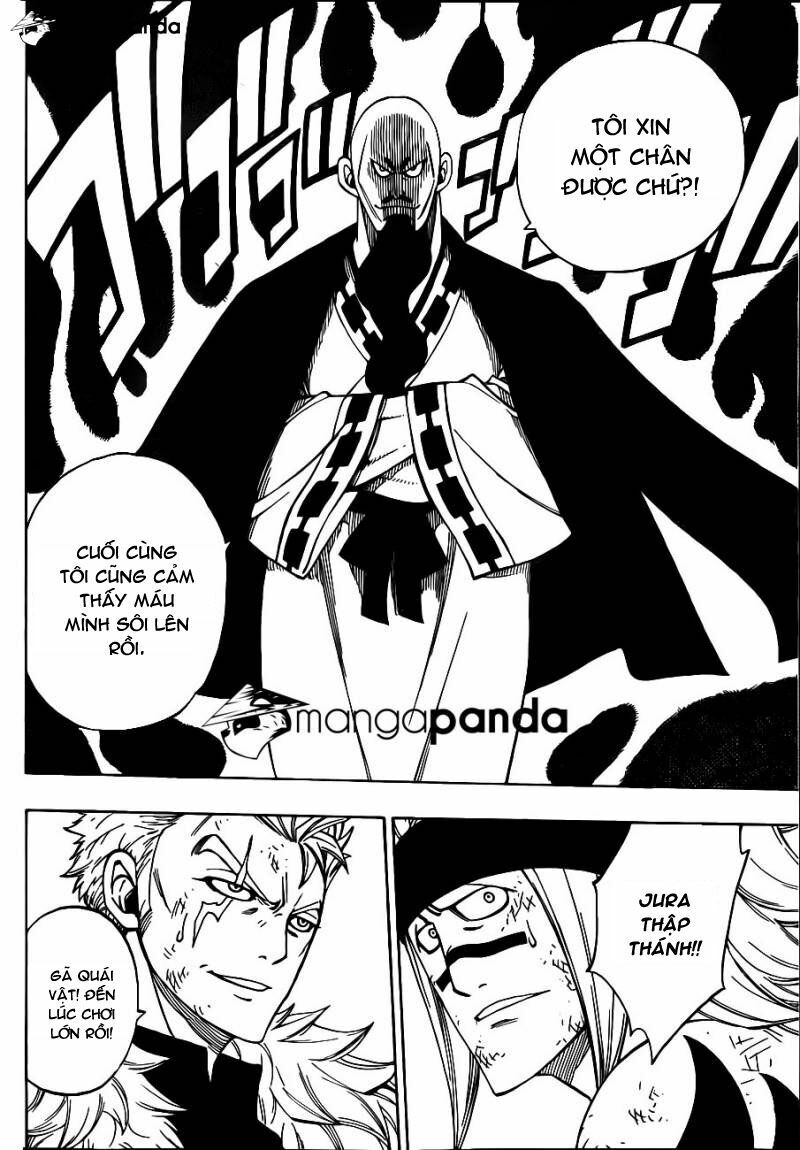 panda
TÔI XIN
MỘT CHÂN
ĐƯỢC CHỨ?!
CUỐI CÙNG
TÔI CŨNG CẢM
THẤY MÁU
MÌNH SÔI LÊN
RỒI.
mangapanda
JURA
THẬP
THÁNH!!
GÃ QUÁI
VẬT! ĐẾN
LÚC CHƠI
LỚN RỒI!